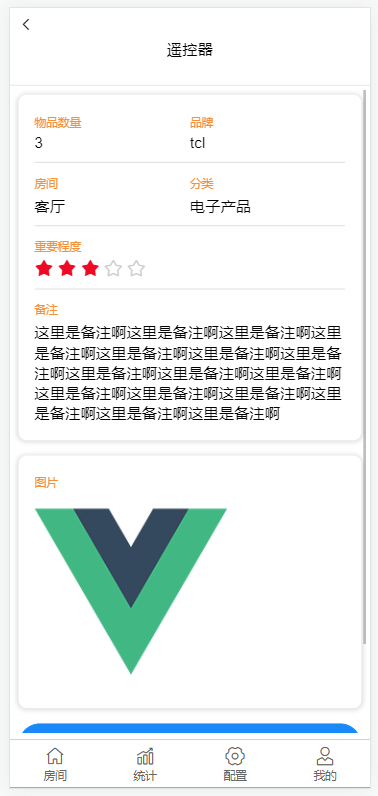 遥控器
物品数量 品牌
3 tcl
房间 分类
客厅 电子产品
重要程度
备注
这里是备注啊这里是备注啊这里是备注啊这里
是备注啊这里是备注啊这里是备注啊这里是备
注啊这里是备注啊这里是备注啊这里是备注啊
这里是备注啊这里是备注啊这里是备注啊这里
是备注啊这里是备注啊这里是备注啊
图片
房间 统计 配置 我的